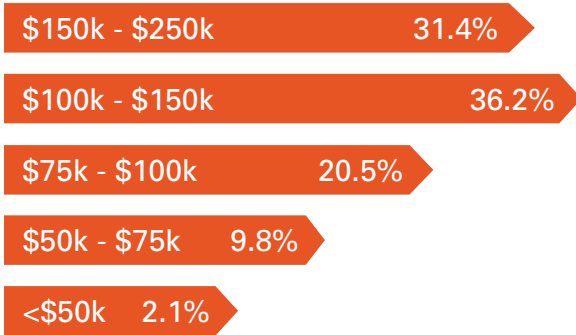 $150k - $250k 31.4%
$100k - $150k 36.2%
$75k - $100k 20.5%
$50k - $75k 9.8%
<$50k 2.1%